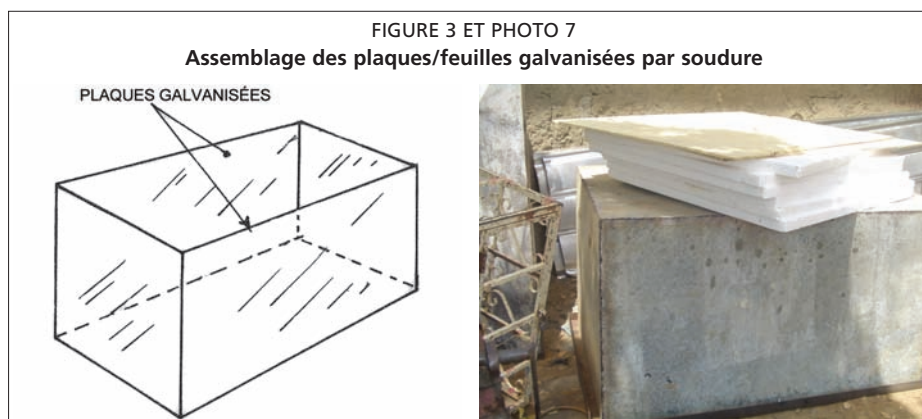 FIGURE 3 ET PHOTO 7
Assemblage des plaques/feuilles galvanisées par soudure
PLAQUES GALVANISÉES